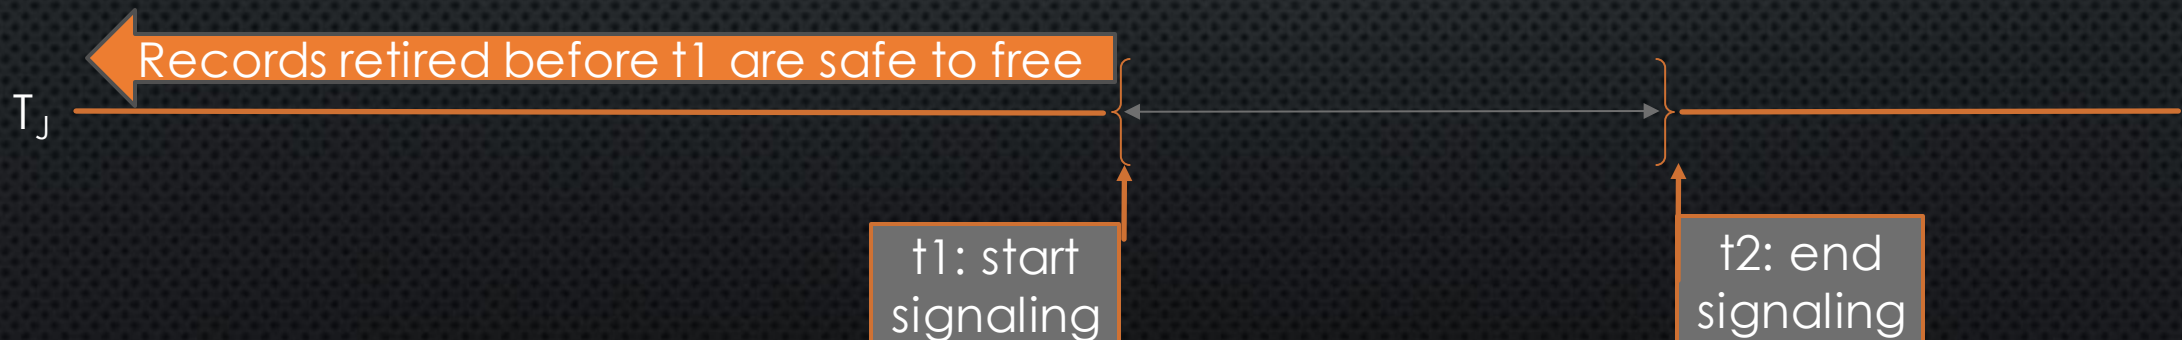 Records retired before t1 are safe to free
TJ
t1: start
signaling
t2: end
signaling